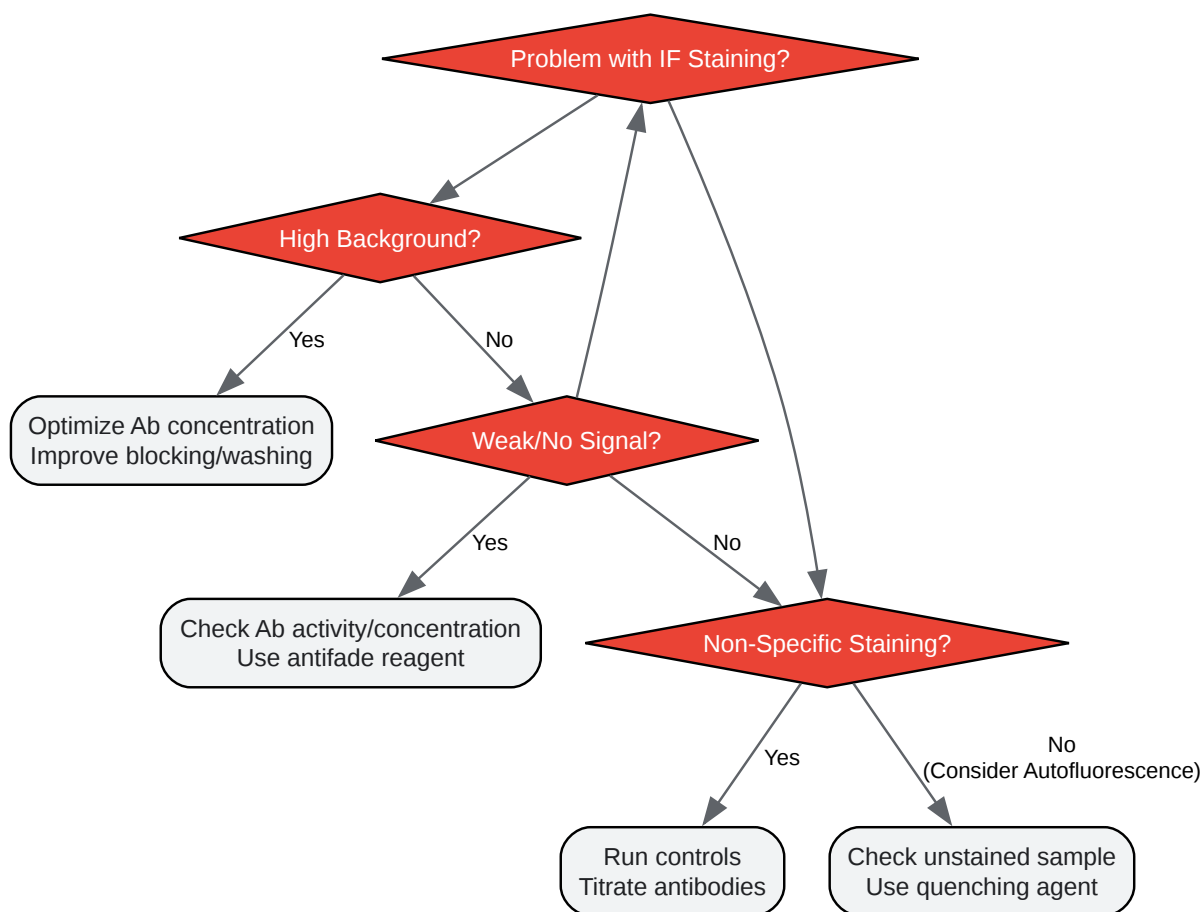 Problem with IF Staining?
High Background?
Yes
No
Optimize Ab concentration
Improve blocking/washing
Weak/No Signal?
Yes
No
Check Ab activity/concentration
Use antifade reagent
Non-Specific Staining?
Yes
No
(Consider Autofluorescence)
Run controls
Titrate antibodies
Check unstained sample
Use quenching agent